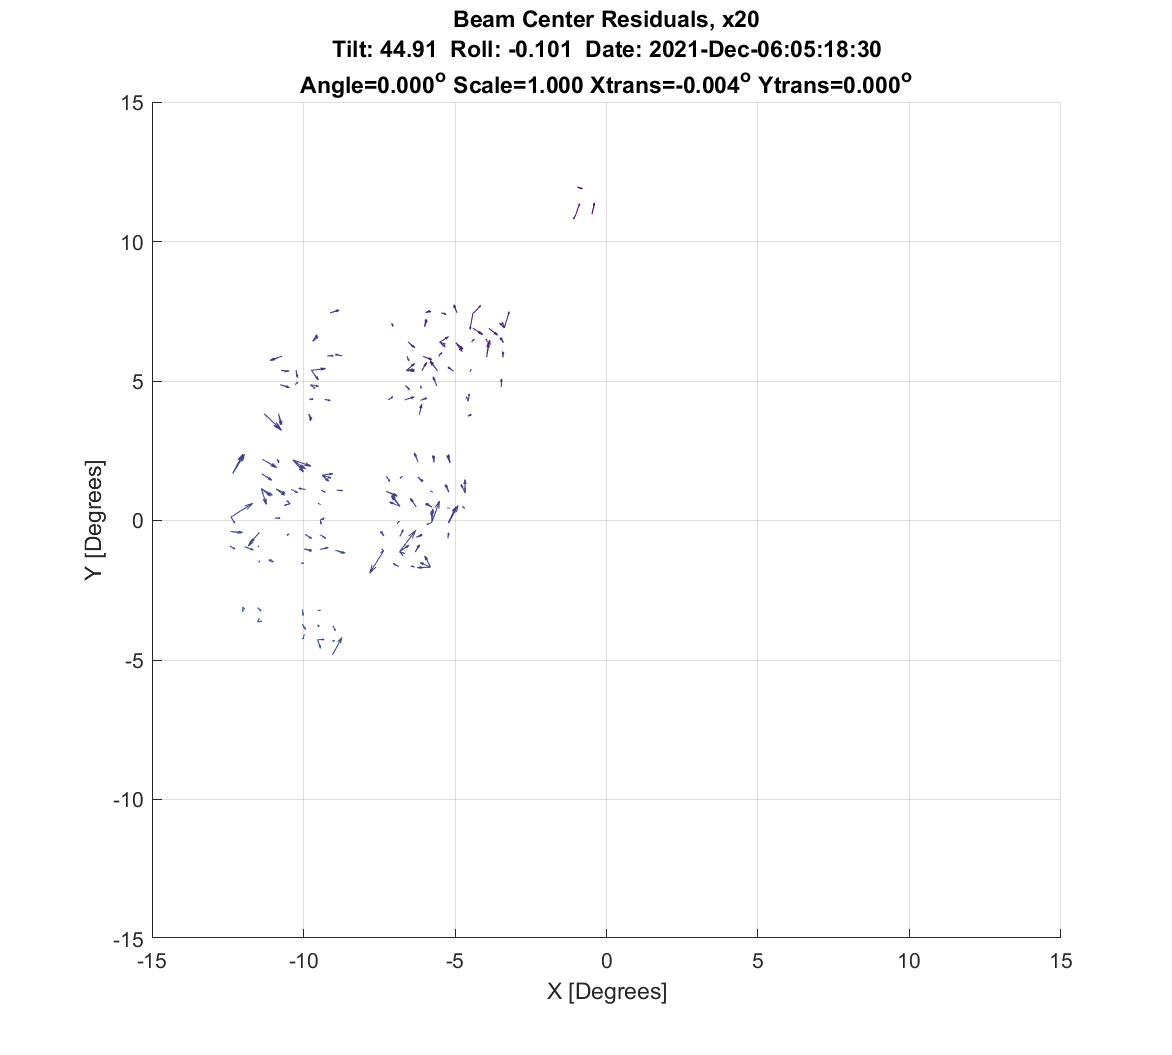 Beam Center Residuals, x20
Tilt: 44.91 Roll: -0.101 Date: 2021-Dec-06:05:18:30
Angle=0.000° Scale=1.000 Xtrans=-0.004° Ytrans=0.000°
15
10
5
0
-5
-10
-15
Y [Degrees]
-15 -10 -5 0 5 10 15
X [Degrees]